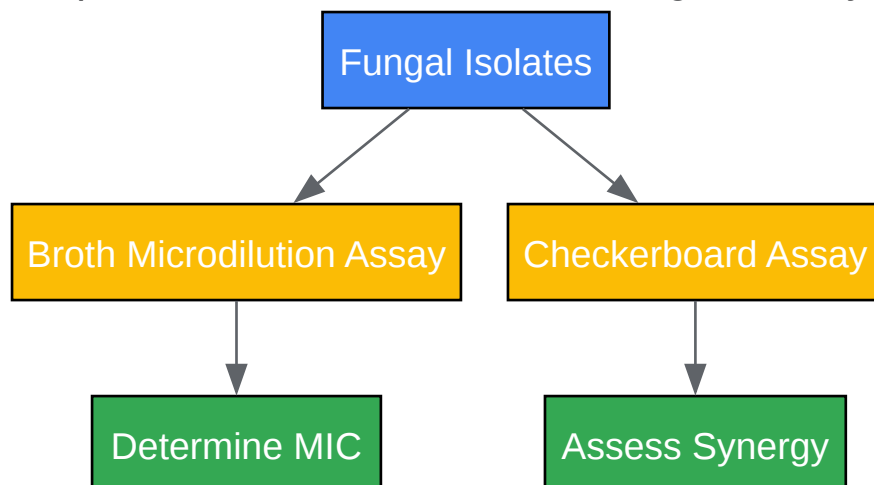 Fungal Isolates
Broth Microdilution Assay
Checkerboard Assay
Determine MIC
Assess Synergy